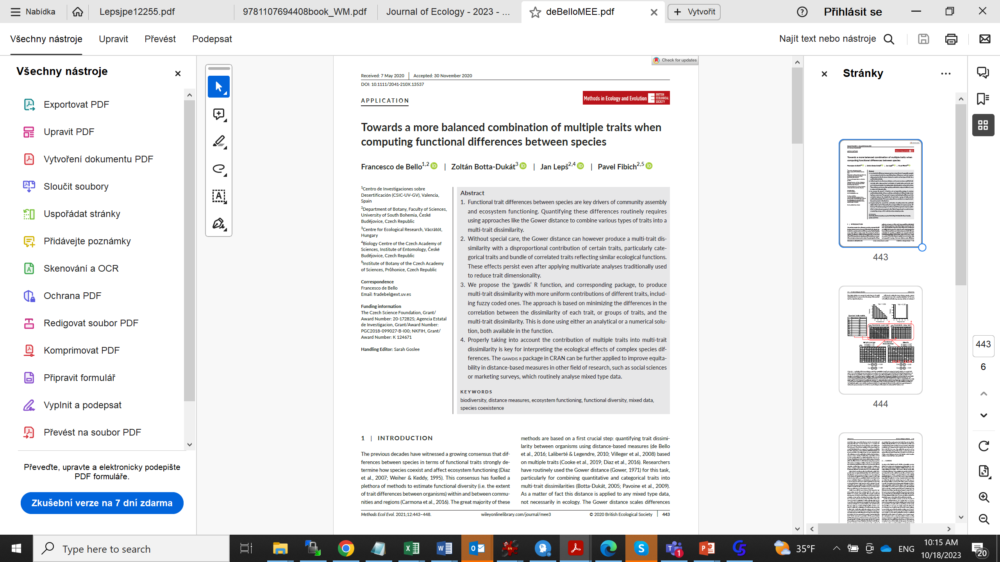 Nabídka
Lepsjpe12255.pdf
9781107694408book_WM.pdf
Journal of Ecology - 2023 - ...
deBelloMEE.pdf
Vytvořit
Přihlásit se
Všechny nástroje
Upravit
Převést
Podepsat
Najít text nebo nástroje
Všechny nástroje
Exportovat PDF
Upravit PDF
Vytvoření dokumentu PDF
Sloučit soubory
Uspořádat stránky
Přidávejte poznámky
Skenování a OCR
Ochrana PDF
Redigovat soubor PDF
Komprimovat PDF
Připravit formulář
Vyplnit a podepsat
Převést na soubor PDF
Převeďte, upravte a elektronicky podepište
PDF formuláře.
Zkušební verze na 7 dní zdarma
Check for updates
Received: 7 May 2020 | Accepted: 30 November 2020
DOI: 10.1111/2041-210X.13537
APPLICATION
Methods in Ecology and Evolution
BRITISH
ECOLOGICAL
SOCIETY
Towards a more balanced combination of multiple traits when
computing functional differences between species
Francesco de Bello1,2 | Zoltán Botta-Dukát3 | Jan Lepš2,4 | Pavel Fibich2,5
1Centro de Investigaciones sobre
Desertificación (CSIC-UV-GV), Valencia,
Spain
2Department of Botany, Faculty of Sciences,
University of South Bohemia, České
Budějovice, Czech Republic
3Centre for Ecological Research, Vácrátót,
Hungary
4Biology Centre of the Czech Academy of
Sciences, Institute of Entomology, České
Budějovice, Czech Republic
5Institute of Botany of the Czech Academy
of Sciences, Průhonice, Czech Republic
Correspondence
Francesco de Bello
Email: fradebel@ext.uv.es
Funding information
The Czech Science Foundation, Grant/
Award Number: 20-17282S; Agencia Estatal
de Investigacion, Grant/Award Number:
PGC2018-099027-B-I00; NKFIH, Grant/
Award Number: K 124671
Handling Editor: Sarah Goslee
Abstract
1. Functional trait differences between species are key drivers of community assembly
and ecosystem functioning. Quantifying these differences routinely requires
using approaches like the Gower distance to combine various types of traits into a
multi-trait dissimilarity.
2. Without special care, the Gower distance can however produce a multi-trait dis-
similarity with a disproportional contribution of certain traits, particularly cate-
gorical traits and bundle of correlated traits reflecting similar ecological functions.
These effects persist even after applying multivariate analyses traditionally used
to reduce trait dimensionality.
3. We propose the ‘gawdis’ R function, and corresponding package, to produce
multi-trait dissimilarity with more uniform contributions of different traits, includ-
ing fuzzy coded ones. The approach is based on minimizing the differences in the
correlation between the dissimilarity of each trait, or groups of traits, and the
multi-trait dissimilarity. This is done using either an analytical or a numerical solu-
tion, both available in the function.
4. Properly taking into account the contribution of multiple traits into multi-trait
dissimilarity is key for interpreting the ecological effects of complex species dif-
ferences. The GAWDIS R package in CRAN can be further applied to improve equita-
bility in distance-based measures in other field of research, such as social sciences
or marketing surveys, which routinely analyse mixed type data.
KEYWORDS
biodiversity, distance measures, ecosystem functioning, functional diversity, mixed data,
species coexistence
1 | INTRODUCTION
The previous decades have witnessed a growing consensus that dif-
ferences between species in terms of functional traits strongly de-
termine how species coexist and affect ecosystem functioning (Diaz
et al., 2007; Weiher & Keddy, 1995). This consensus has fuelled a
plethora of methods to estimate functional diversity (i.e. the extent
of trait differences between organisms) within and between commu-
nities and regions (Carmona et al., 2016). The great majority of these
methods are based on a first crucial step: quantifying trait dissimi-
larity between organisms using distance-based measures (de Bello
et al., 2016; Laliberté & Legendre, 2010; Villeger et al., 2008) based
on multiple traits (Cooke et al., 2019; Diaz et al., 2016). Researchers
have routinely used the Gower distance (Gower, 1971) for this task,
particularly for combining quantitative and categorical traits into
multi-trait dissimilarities (Botta-Dukát, 2005; Pavoine et al., 2009).
As a matter of fact this distance is applied to any mixed type data,
not necessarily in ecology. The Gower distance scales differences
Methods Ecol Evol. 2021;12:443–448.
wileyonlinelibrary.com/journal/mee3
© 2020 British Ecological Society | 443
Stránky
443
444
443
6
Type here to search
35°F
ENG
10:15 AM
10/18/2023
20